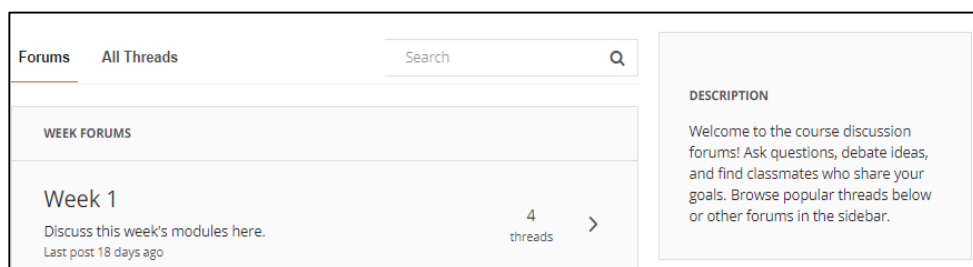 Forums All Threads Search
WEEK FORUMS
Week 1
Discuss this week's modules here.
Last post 18 days ago
4
threads
DESCRIPTION
Welcome to the course discussion
forums! Ask questions, debate ideas,
and find classmates who share your
goals. Browse popular threads below
or other forums in the sidebar.